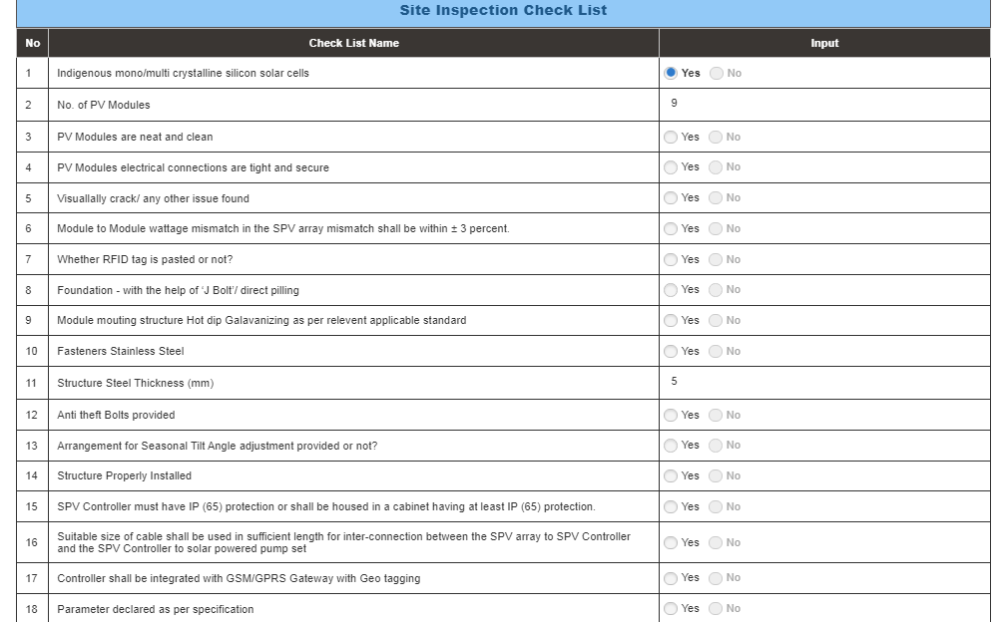 Site Inspection Check List
No Check List Name Input
1 Indigenous mono/multi crystalline silicon solar cells Yes No
2 No. of PV Modules 9
3 PV Modules are neat and clean Yes No
4 PV Modules electrical connections are tight and secure Yes No
5 Visuallally crack/ any other issue found Yes No
6 Module to Module wattage mismatch in the SPV array mismatch shall be within ± 3 percent. Yes No
7 Whether RFID tag is pasted or not? Yes No
8 Foundation - with the help of ‘J Bolt’/ direct pilling Yes No
9 Module mouting structure Hot dip Galavanizing as per relevent applicable standard Yes No
10 Fasteners Stainless Steel Yes No
11 Structure Steel Thickness (mm) 5
12 Anti theft Bolts provided Yes No
13 Arrangement for Seasonal Tilt Angle adjustment provided or not? Yes No
14 Structure Properly Installed Yes No
15 SPV Controller must have IP (65) protection or shall be housed in a cabinet having at least IP (65) protection. Yes No
16 Suitable size of cable shall be used in sufficient length for inter-connection between the SPV array to SPV Controller
and the SPV Controller to solar powered pump set Yes No
17 Controller shall be integrated with GSM/GPRS Gateway with Geo tagging Yes No
18 Parameter declared as per specification Yes No